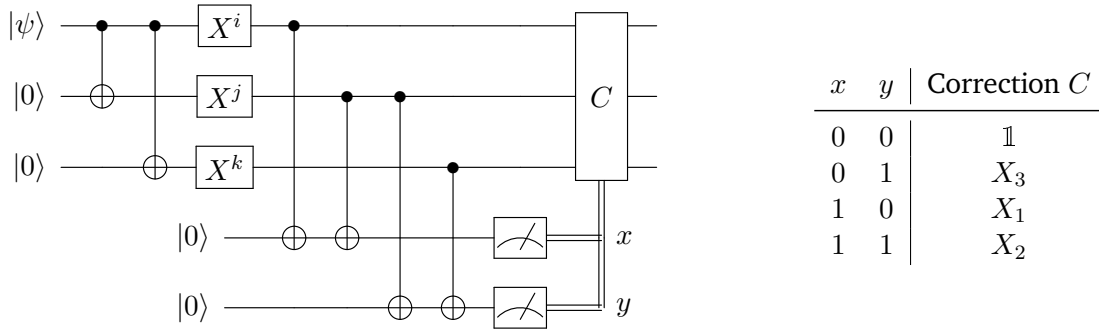 |ψ⟩ X^i
|0⟩ X^j C
|0⟩ X^k
|0⟩ x
|0⟩ y
x y Correction C
0 0 𝟙
0 1 X_3
1 0 X_1
1 1 X_2